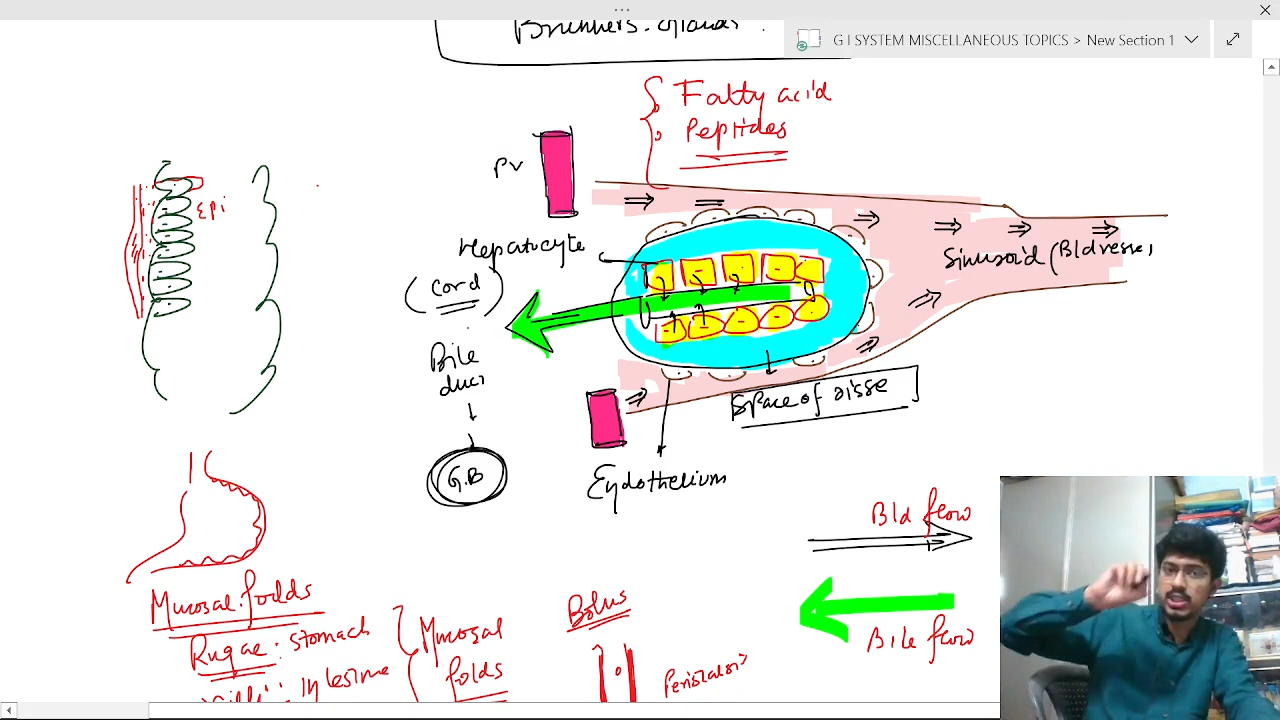 Brunners. glands.
G I SYSTEM MISCELLANEOUS TOPICS > New Section 1
Fatty acid
Peptides
PV
Epi
Hepatocyte
Sinusoid (Bld vesse
(Cord)
Bile
duct
Space of Disse
G.B
Endothelium
Bld flow
Bile flow
Mucosal folds
Rugae: stomach
Mucosal
folds
Bolus
Peristalsis